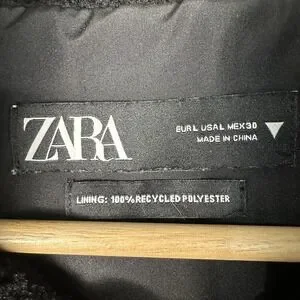 ZARA
EUR L USA L MEX 30
MADE IN CHINA
LINING: 100% RECYCLED POLYESTER